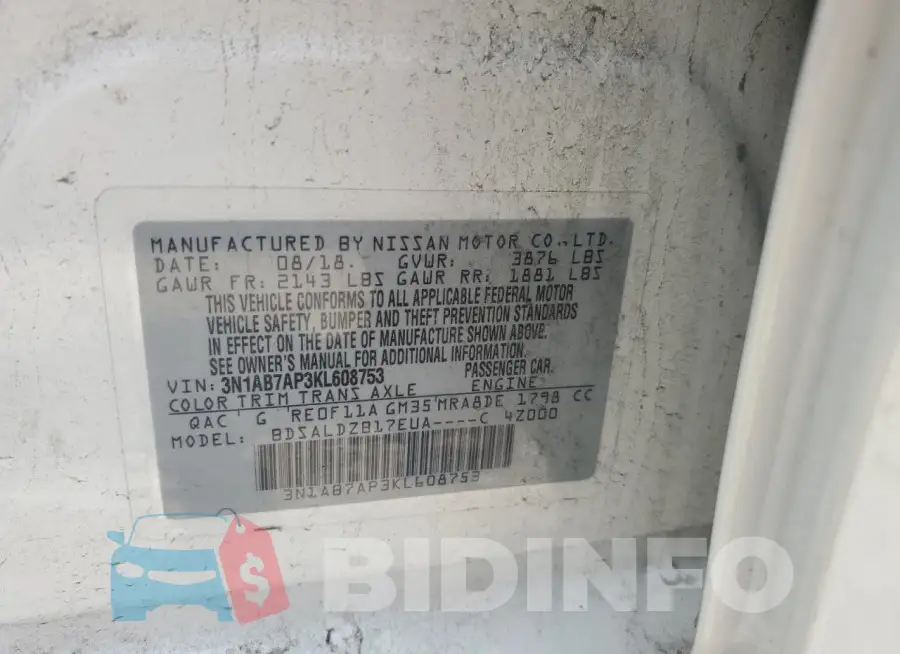 MANUFACTURED BY NISSAN MOTOR CO.,LTD.
DATE: 08/18. GVWR: 3876 LBS
GAWR FR: 2143 LBS GAWR RR: 1881 LBS
THIS VEHICLE CONFORMS TO ALL APPLICABLE FEDERAL MOTOR
VEHICLE SAFETY, BUMPER AND THEFT PREVENTION STANDARDS
IN EFFECT ON THE DATE OF MANUFACTURE SHOWN ABOVE.
SEE OWNER'S MANUAL FOR ADDITIONAL INFORMATION.
VIN: 3N1AB7AP3KL608753 PASSENGER CAR.
COLOR TRIM TRANS AXLE ENGINE
QAC G RE0F11A GM35 MRA8DE 1798 CC
MODEL: BDSALDZB17EUA----C 4Z000
3N1AB7AP3KL608753
$ BIDINFO